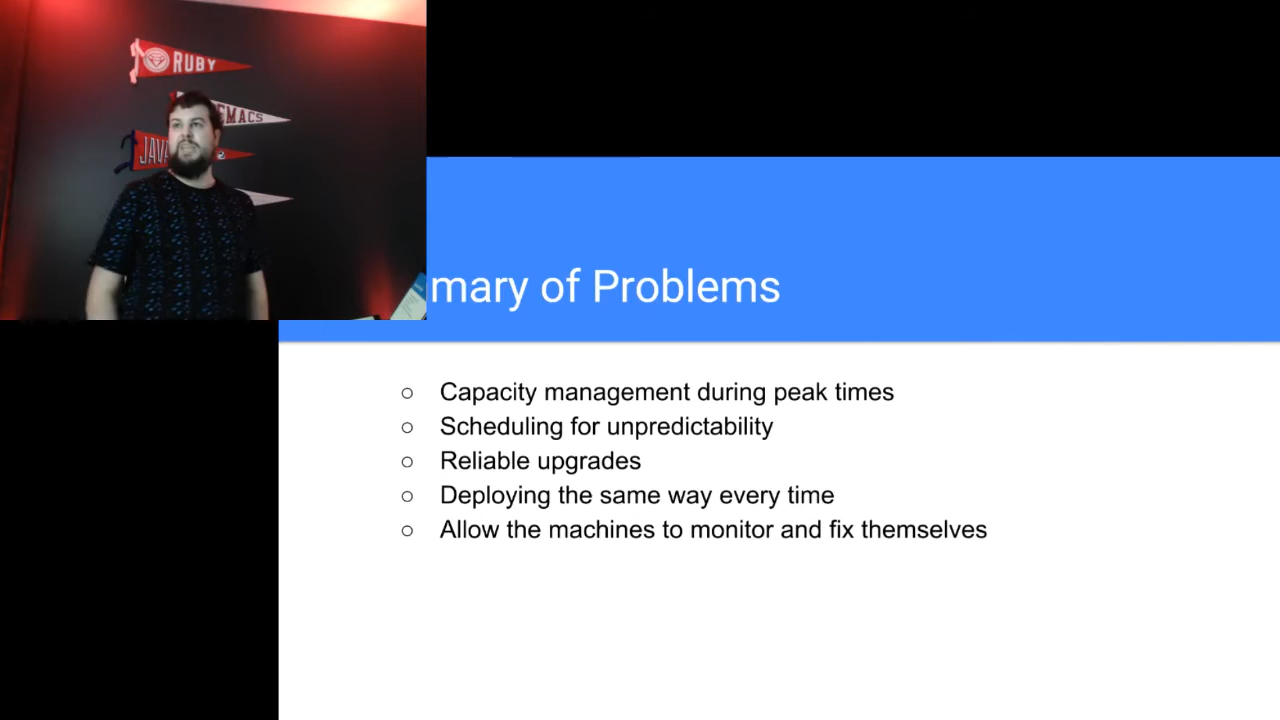 RUBY
EMACS
JAVA
mary of Problems
○ Capacity management during peak times
○ Scheduling for unpredictability
○ Reliable upgrades
○ Deploying the same way every time
○ Allow the machines to monitor and fix themselves